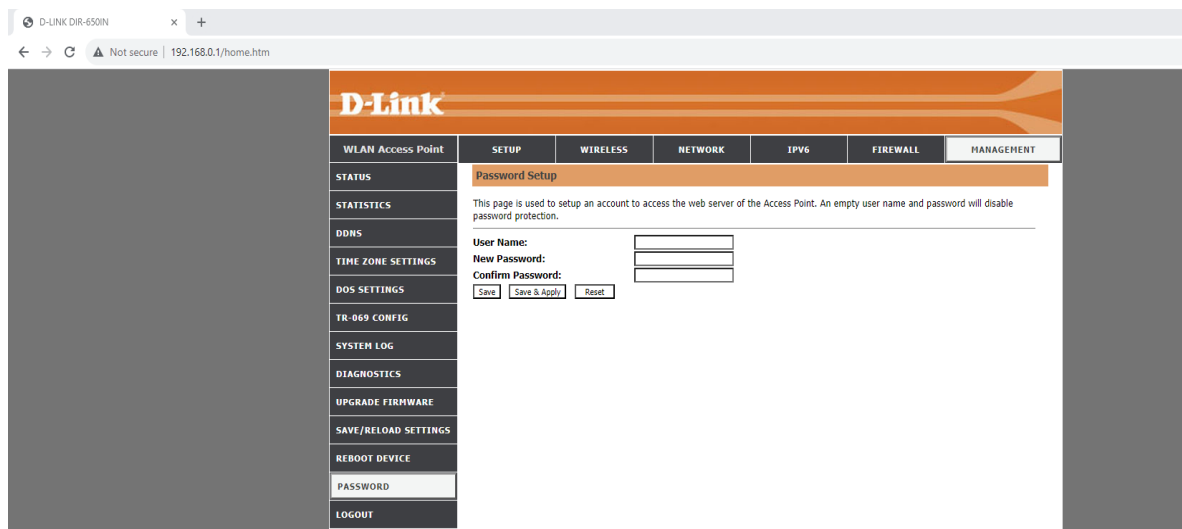 D-LINK DIR-650IN
Not secure | 192.168.0.1/home.htm
D-Link
WLAN Access Point
SETUP
WIRELESS
NETWORK
IPV6
FIREWALL
MANAGEMENT
STATUS
STATISTICS
DDNS
TIME ZONE SETTINGS
DOS SETTINGS
TR-069 CONFIG
SYSTEM LOG
DIAGNOSTICS
UPGRADE FIRMWARE
SAVE/RELOAD SETTINGS
REBOOT DEVICE
PASSWORD
LOGOUT
Password Setup
This page is used to setup an account to access the web server of the Access Point. An empty user name and password will disable
password protection.
User Name:
New Password:
Confirm Password:
Save
Save & Apply
Reset